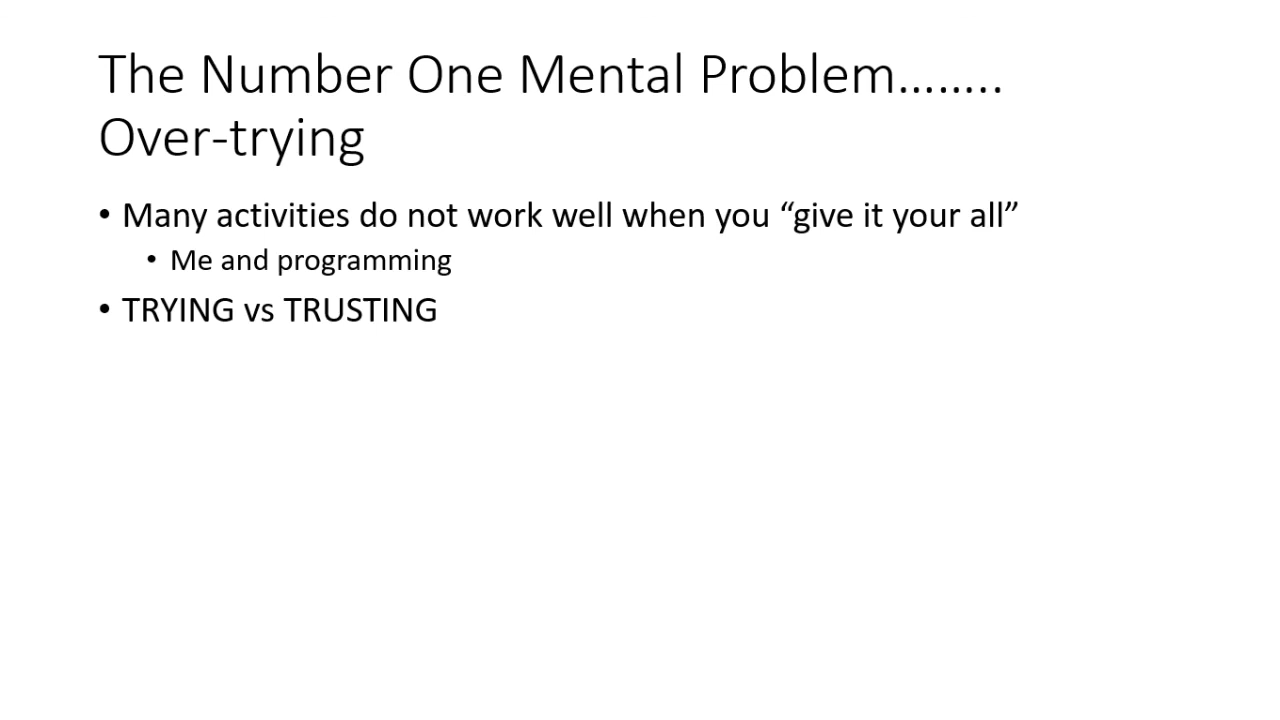 The Number One Mental Problem........
Over-trying
• Many activities do not work well when you “give it your all”
• Me and programming
• TRYING vs TRUSTING